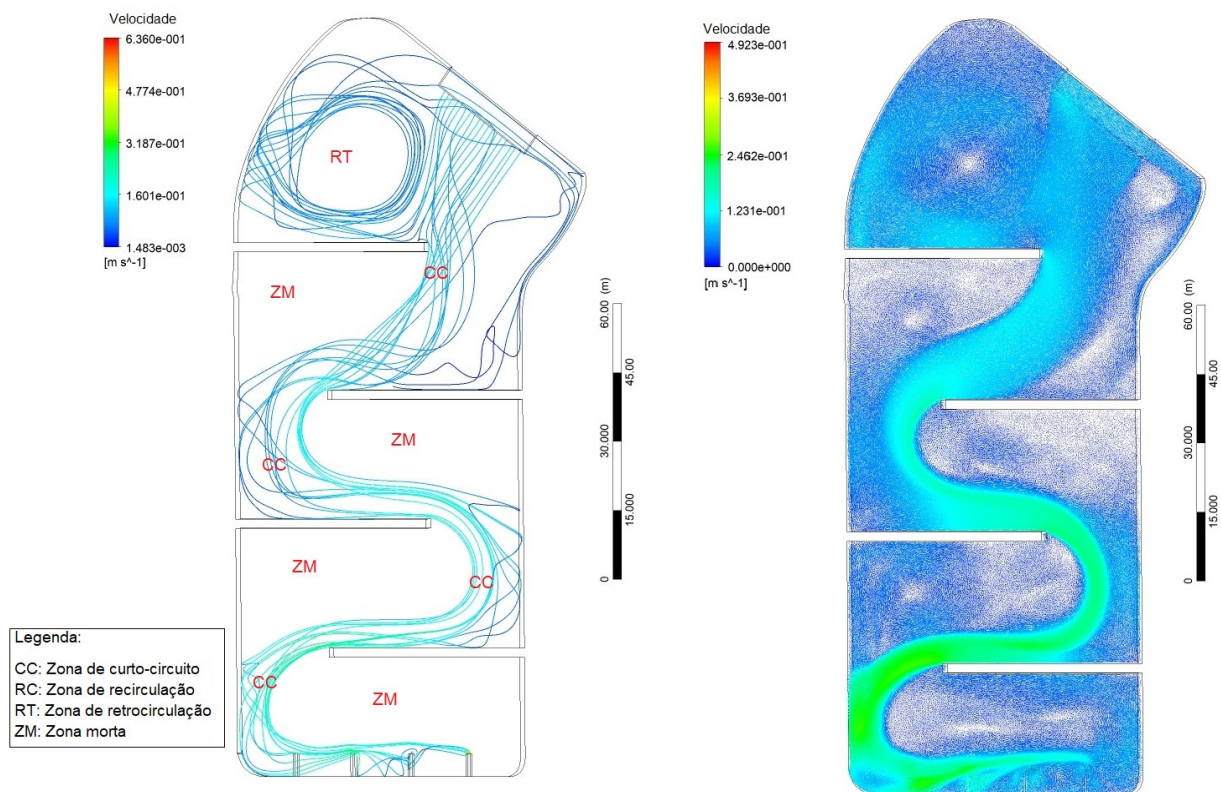 Velocidade
6.360e-001
4.774e-001
3.187e-001
1.601e-001
1.483e-003
[m s^-1]
RT
CC
ZM
ZM
CC
ZM
CC
CC
ZM
60.00 (m)
45.00
30.000
15.000
0
Legenda:
CC: Zona de curto-circuito
RC: Zona de recirculação
RT: Zona de retrocirculação
ZM: Zona morta
Velocidade
4.923e-001
3.693e-001
2.462e-001
1.231e-001
0.000e+000
[m s^-1]
60.00 (m)
45.00
30.000
15.000
0